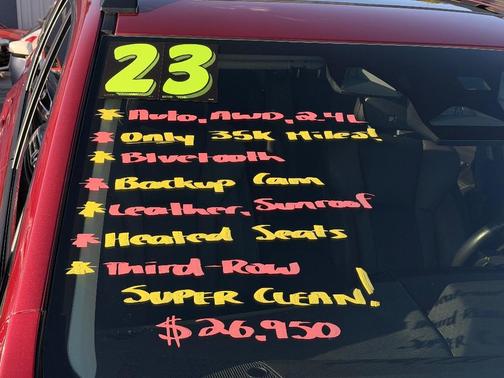 23
* Auto, AWD, 2.4L
* Only 35K Miles!
* Bluetooth
* Backup Cam
* Leather, Sunroof
* Heated Seats
* Third-Row
SUPER CLEAN!
$26,950